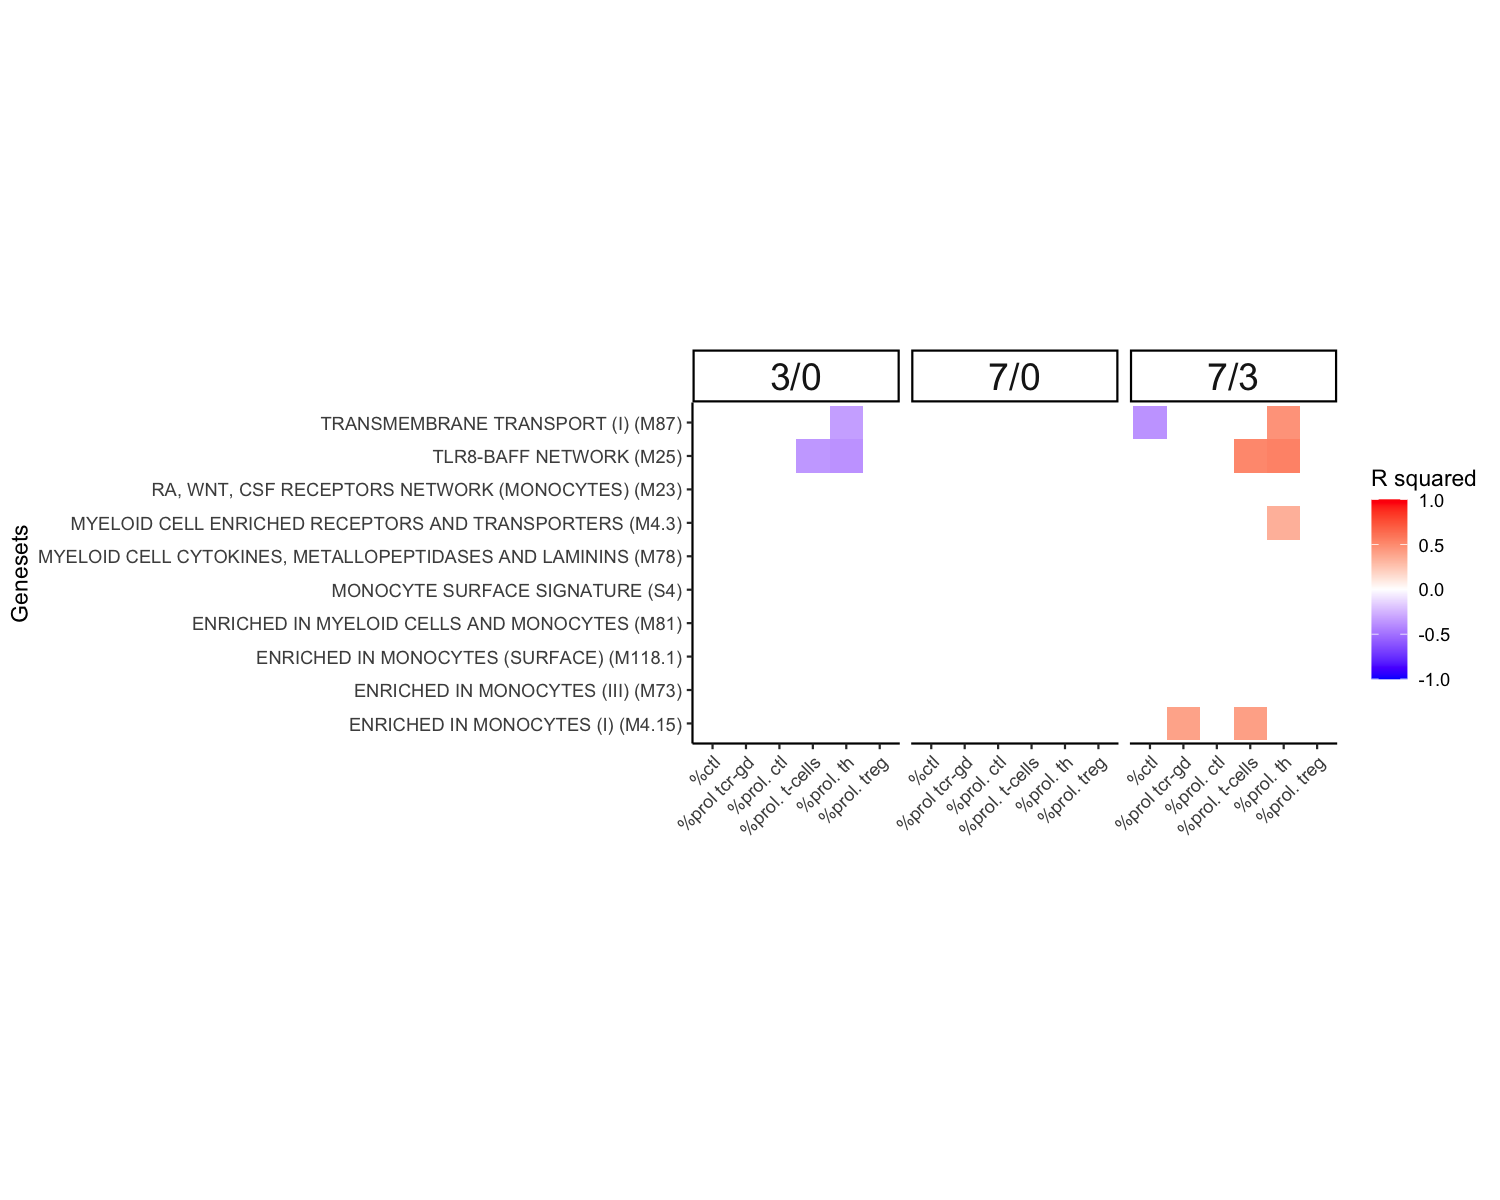 3/0 7/0 7/3
Genesets
TRANSMEMBRANE TRANSPORT (I) (M87)
TLR8-BAFF NETWORK (M25)
RA, WNT, CSF RECEPTORS NETWORK (MONOCYTES) (M23)
MYELOID CELL ENRICHED RECEPTORS AND TRANSPORTERS (M4.3)
MYELOID CELL CYTOKINES, METALLOPEPTIDASES AND LAMININS (M78)
MONOCYTE SURFACE SIGNATURE (S4)
ENRICHED IN MYELOID CELLS AND MONOCYTES (M81)
ENRICHED IN MONOCYTES (SURFACE) (M118.1)
ENRICHED IN MONOCYTES (III) (M73)
ENRICHED IN MONOCYTES (I) (M4.15)
%ctl
%prol tcr-gd
%prol. ctl
%prol. t-cells
%prol. th
%prol. treg
%ctl
%prol tcr-gd
%prol. ctl
%prol. t-cells
%prol. th
%prol. treg
%ctl
%prol tcr-gd
%prol. ctl
%prol. t-cells
%prol. th
%prol. treg
R squared
1.0
0.5
0.0
-0.5
-1.0